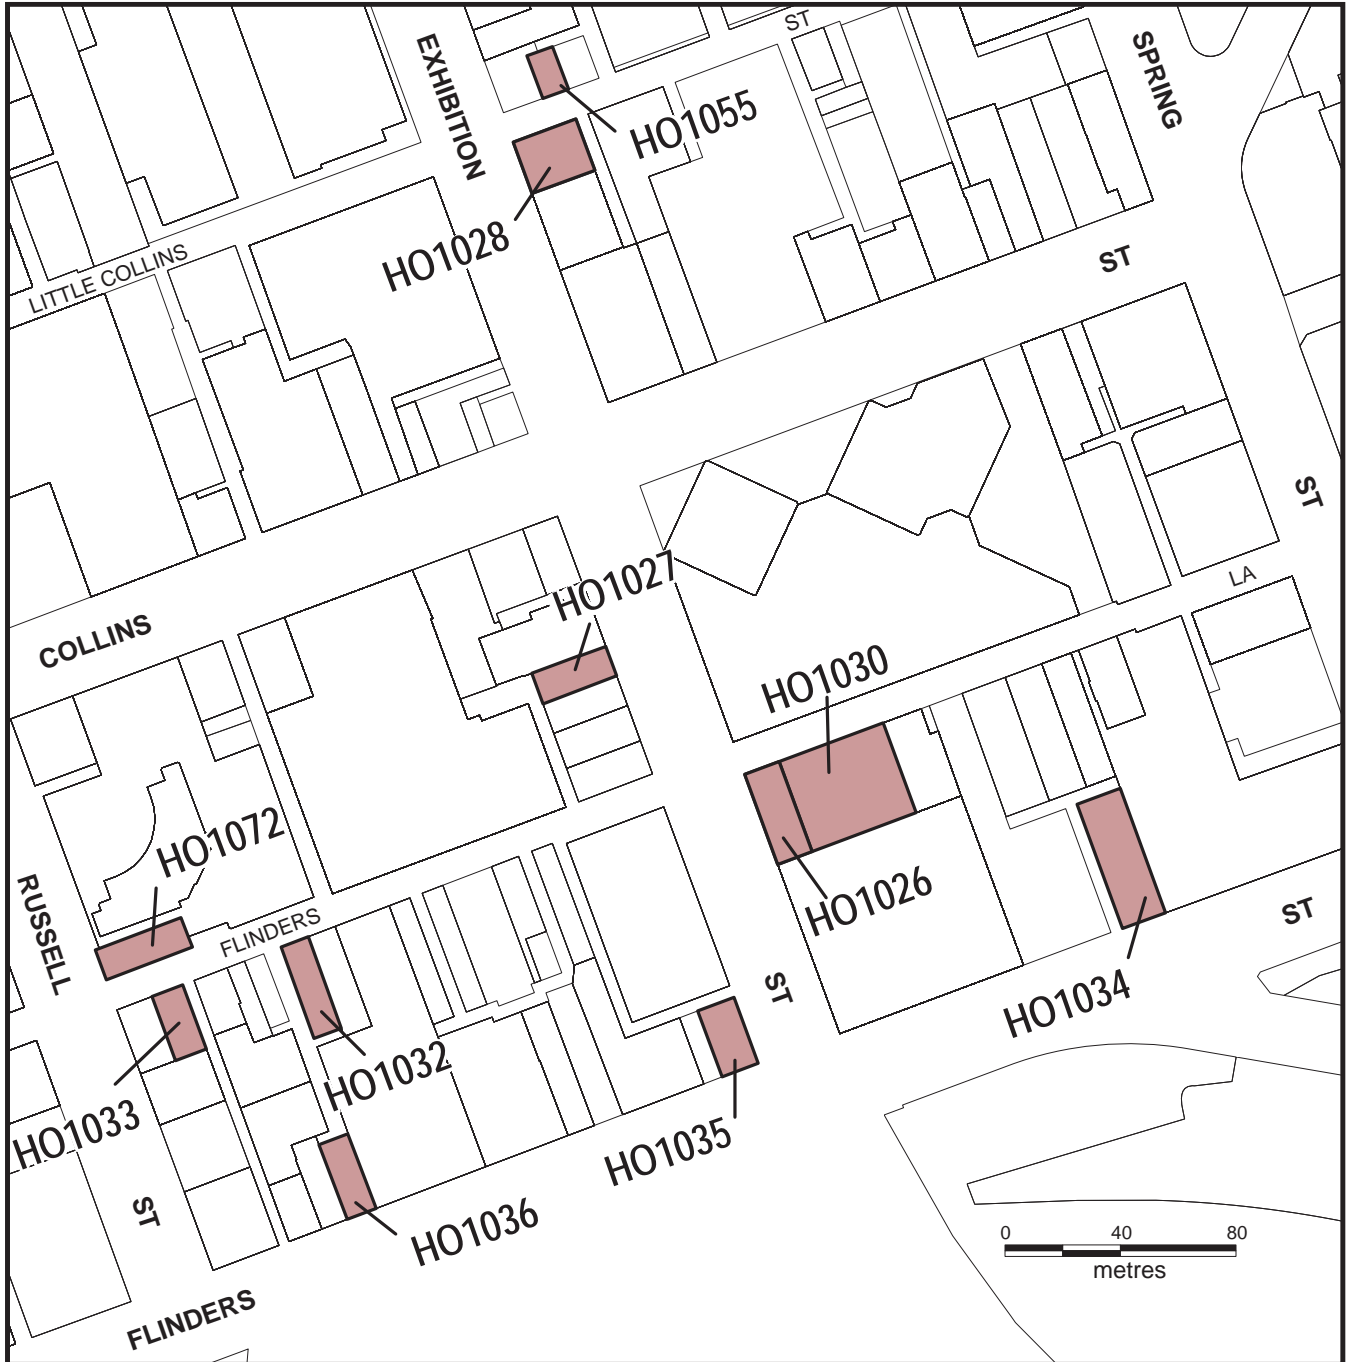 ST
EXHIBITION
SPRING
HO1055
HO1028
LITTLE COLLINS
ST
ST
HO1027
LA
COLLINS
HO1030
HO1072
RUSSELL
HO1026
FLINDERS
ST
ST
HO1034
HO1032
HO1033
HO1035
ST
HO1036
0 40 80
metres
FLINDERS